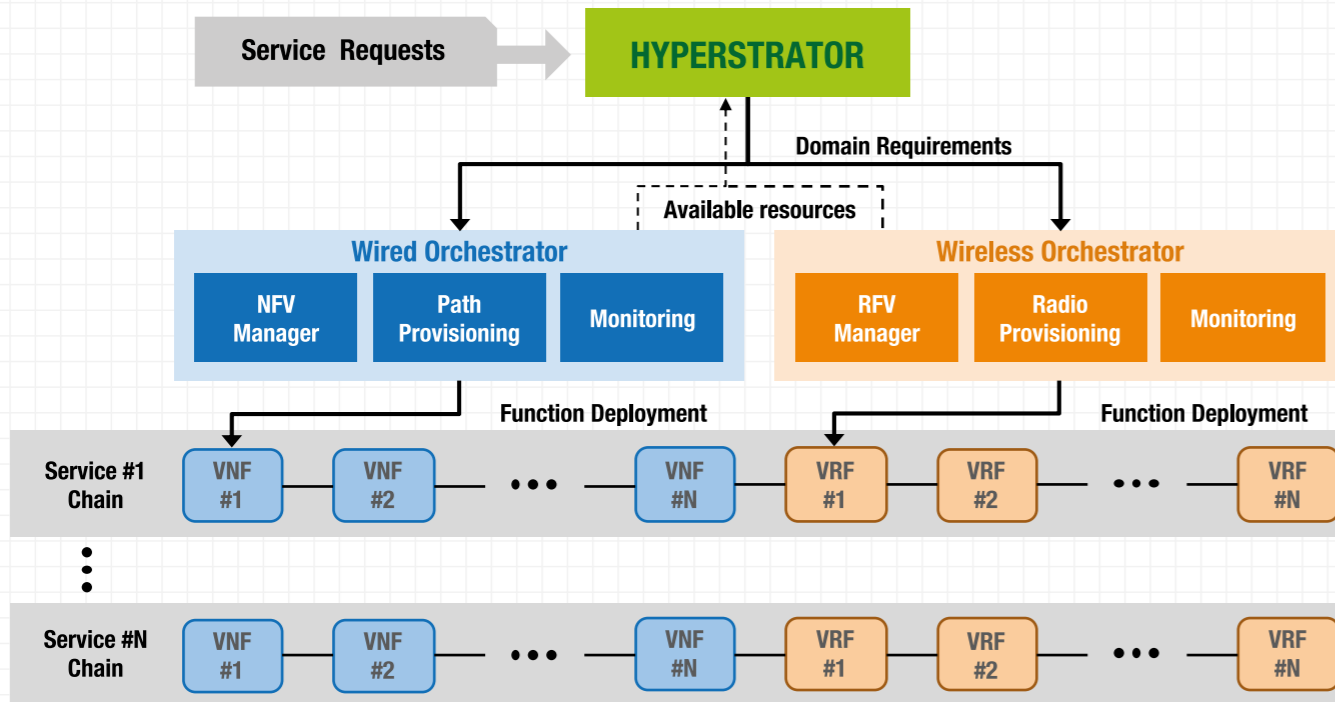 Service Requests
HYPERSTRATOR
Domain Requirements
Available resources
Wired Orchestrator
NFV
Manager
Path
Provisioning
Monitoring
Wireless Orchestrator
RFV
Manager
Radio
Provisioning
Monitoring
Function Deployment
Function Deployment
Service #1
Chain
VNF
#1
VNF
#2
•••
VNF
#N
VRF
#1
VRF
#2
•••
VRF
#N
Service #N
Chain
VNF
#1
VNF
#2
•••
VNF
#N
VRF
#1
VRF
#2
•••
VRF
#N